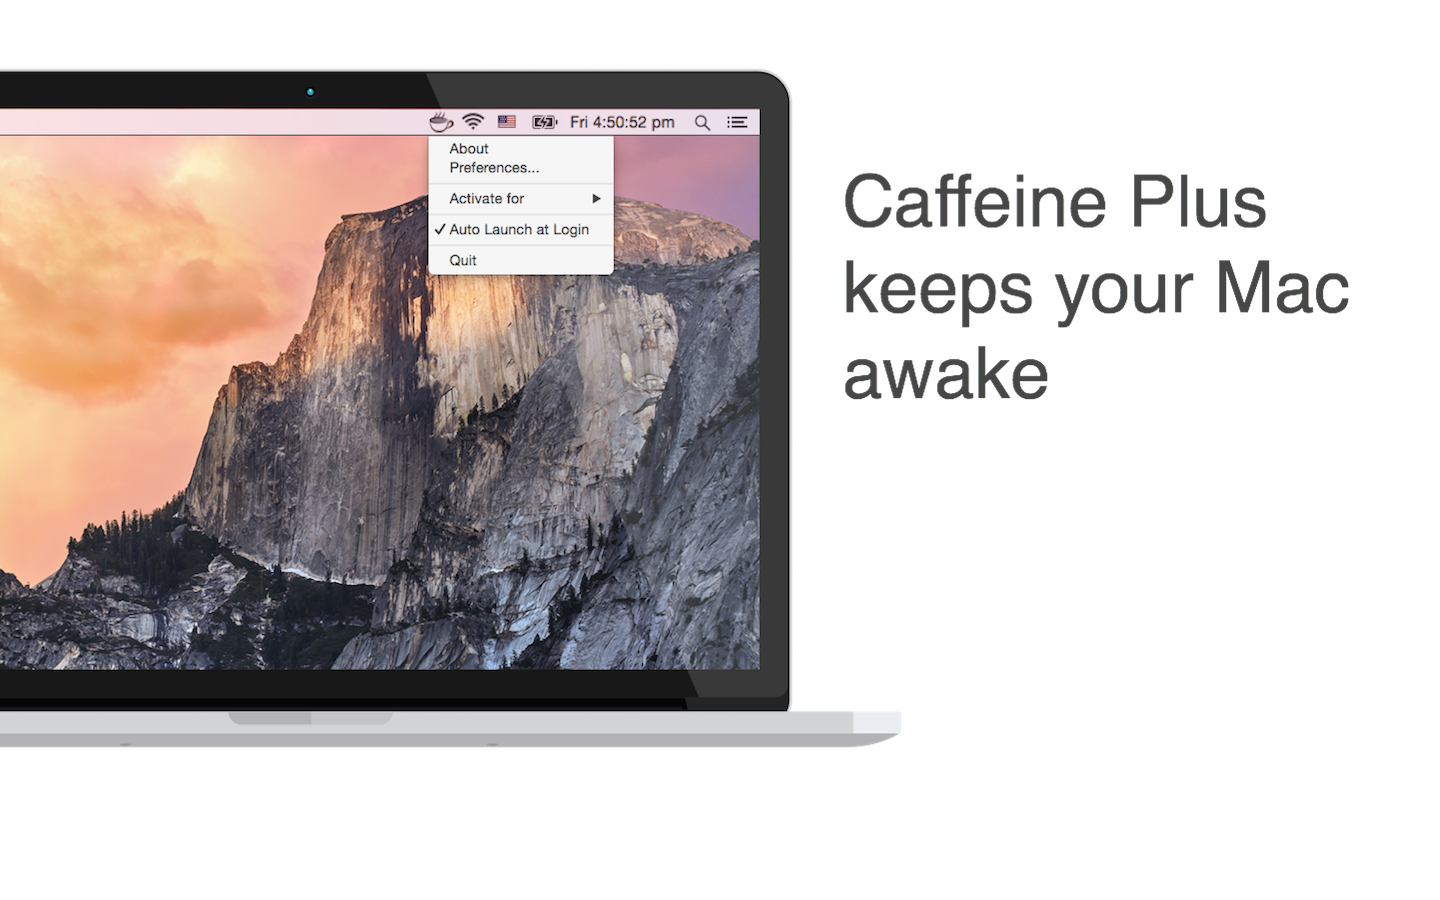 Fri 4:50:52 pm
About
Preferences...
Activate for
✓ Auto Launch at Login
Quit
Caffeine Plus
keeps your Mac
awake